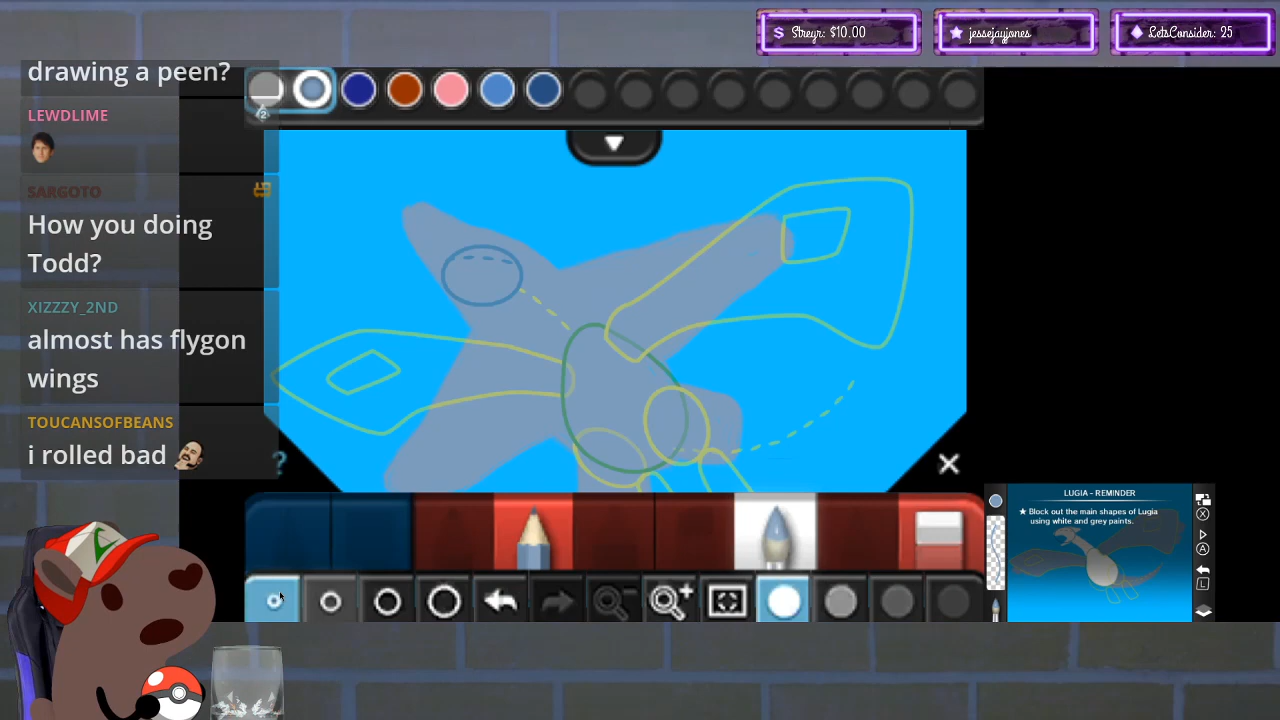 Streyr: $10.00
jessejayjones
LetsConsider: 25
drawing a peen?
LEWDLIME
SARGOTO
How you doing
Todd?
XIZZZY_2ND
almost has flygon
wings
TOUCANSOFBEANS
i rolled bad
2
?
LUGIA - REMINDER
Block out the main shapes of Lugia
using white and grey paints.
X
A
L